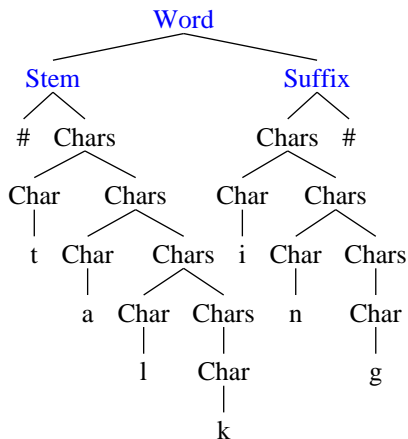 Word
Stem Suffix
# Chars Chars #
Char Chars Char Chars
t Char Chars i Char Chars
a Char Chars n Char
l Char g
k